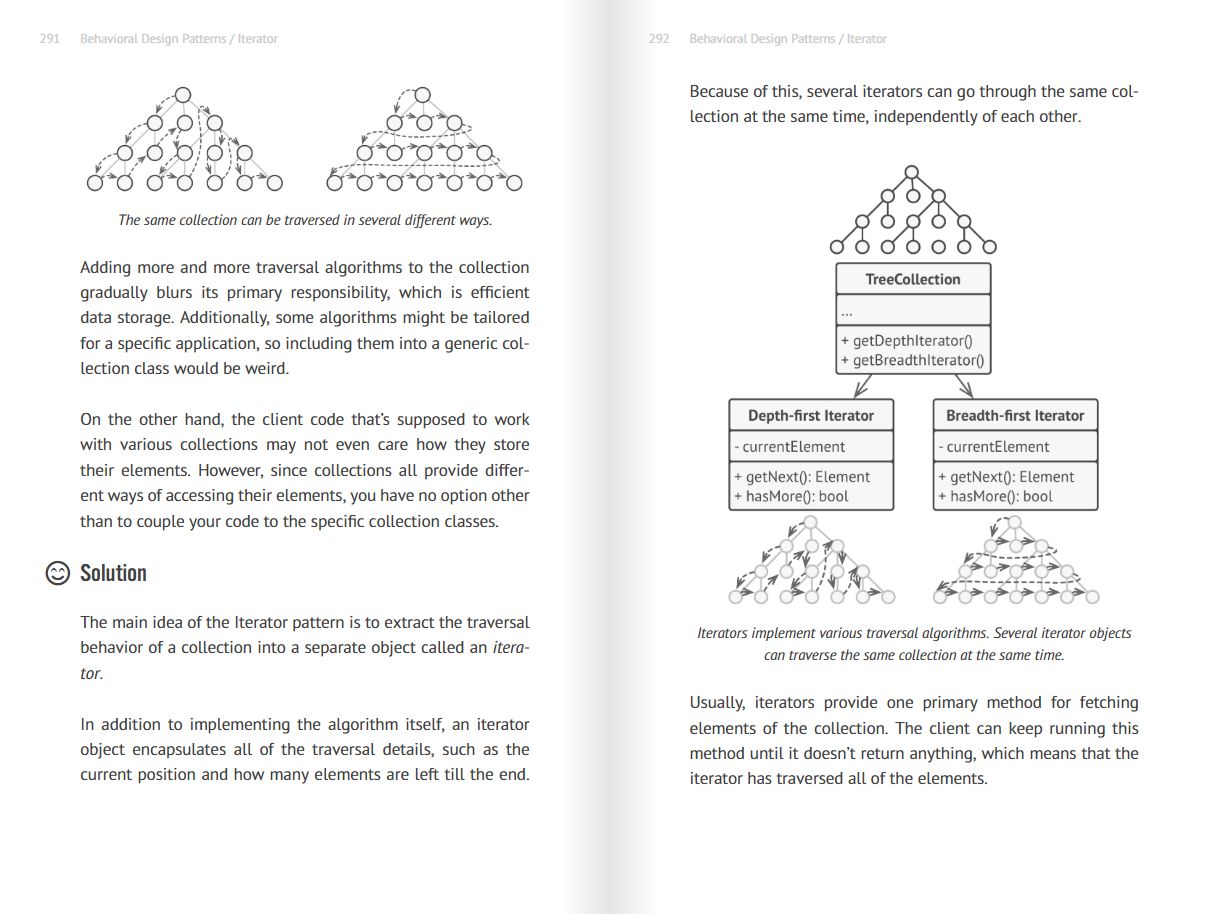 291 Behavioral Design Patterns / Iterator
The same collection can be traversed in several different ways.
Adding more and more traversal algorithms to the collection
gradually blurs its primary responsibility, which is efficient
data storage. Additionally, some algorithms might be tailored
for a specific application, so including them into a generic col-
lection class would be weird.
On the other hand, the client code that’s supposed to work
with various collections may not even care how they store
their elements. However, since collections all provide differ-
ent ways of accessing their elements, you have no option other
than to couple your code to the specific collection classes.
Solution
The main idea of the Iterator pattern is to extract the traversal
behavior of a collection into a separate object called an itera-
tor.
In addition to implementing the algorithm itself, an iterator
object encapsulates all of the traversal details, such as the
current position and how many elements are left till the end.
292 Behavioral Design Patterns / Iterator
Because of this, several iterators can go through the same col-
lection at the same time, independently of each other.
TreeCollection
...
+ getDepthIterator()
+ getBreadthIterator()
Depth-first Iterator
- currentElement
+ getNext(): Element
+ hasMore(): bool
Breadth-first Iterator
- currentElement
+ getNext(): Element
+ hasMore(): bool
Iterators implement various traversal algorithms. Several iterator objects
can traverse the same collection at the same time.
Usually, iterators provide one primary method for fetching
elements of the collection. The client can keep running this
method until it doesn’t return anything, which means that the
iterator has traversed all of the elements.